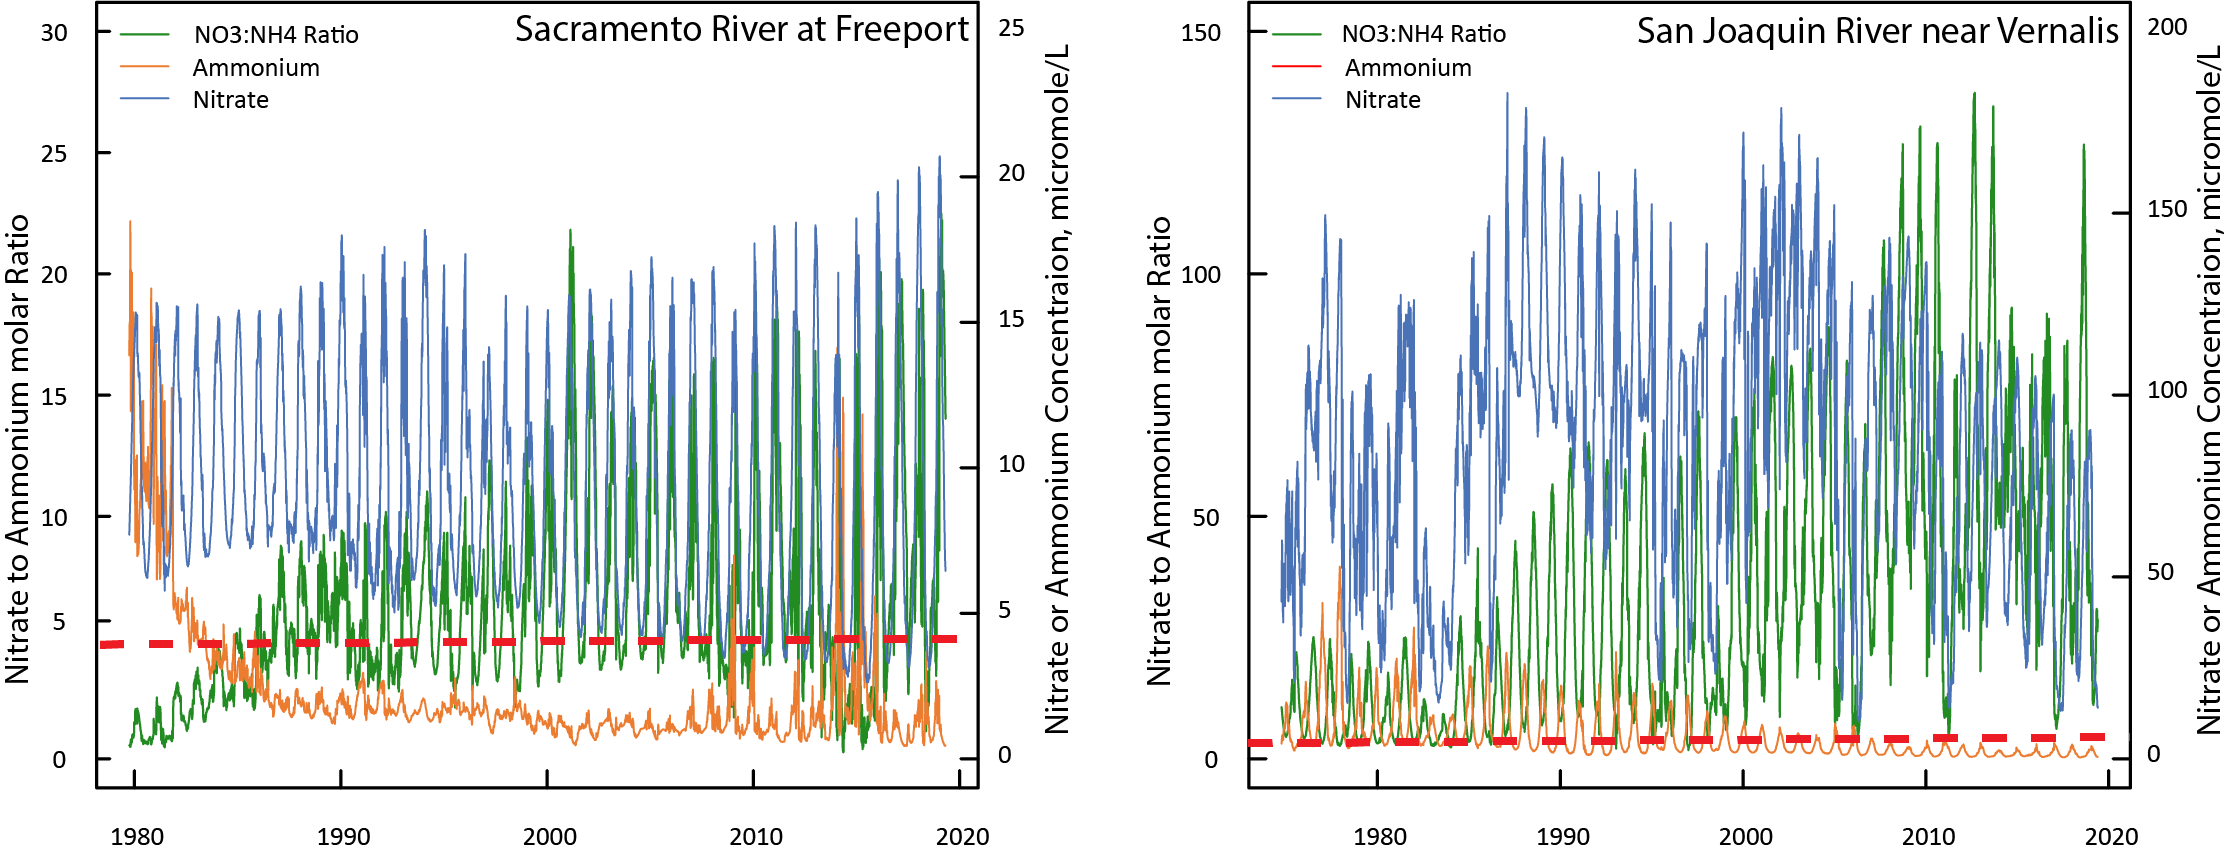 Sacramento River at Freeport
NO3:NH4 Ratio
Ammonium
Nitrate
Nitrate to Ammonium molar Ratio
30
25
20
15
10
5
0
25
20
15
10
5
0
Nitrate or Ammonium Concentraion, micromole/L
1980
1990
2000
2010
2020
San Joaquin River near Vernalis
NO3:NH4 Ratio
Ammonium
Nitrate
Nitrate to Ammonium molar Ratio
150
100
50
0
200
150
100
50
0
Nitrate or Ammonium Concentraion, micromole/L
1980
1990
2000
2010
2020